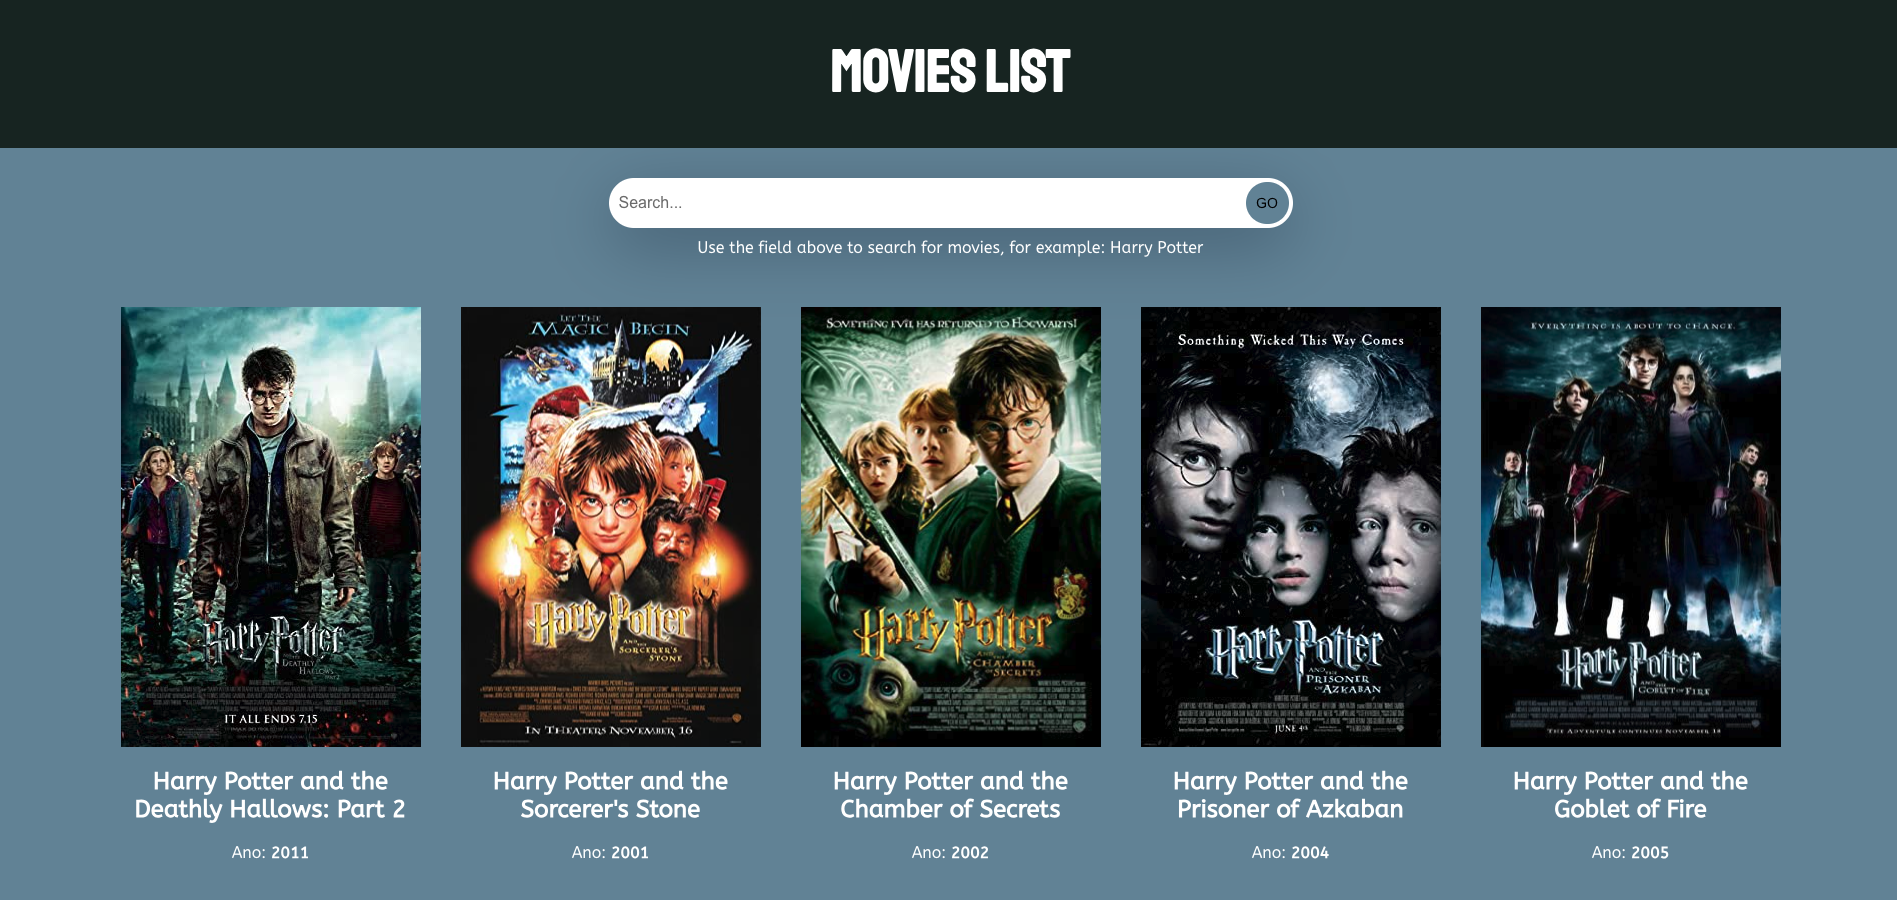 MOVIES LIST
Search...
GO
Use the field above to search for movies, for example: Harry Potter
IT ALL ENDS 7.15
Harry Potter
AND THE
DEATHLY HALLOWS
PART 2
LET THE
MAGIC BEGIN
Harry Potter
AND THE
SORCERER'S
STONE
IN THEATERS NOVEMBER 16
SOMETHING EVIL HAS RETURNED TO HOGWARTS!
Harry Potter
AND THE
CHAMBER
OF SECRETS
Something Wicked This Way Comes
Harry Potter
AND THE
PRISONER
OF AZKABAN
JUNE 4th
EVERYTHING IS ABOUT TO CHANGE.
Harry Potter
AND THE
GOBLET OF FIRE
THE ADVENTURE CONTINUES NOVEMBER 18
Harry Potter and the
Deathly Hallows: Part 2
Ano: 2011
Harry Potter and the
Sorcerer's Stone
Ano: 2001
Harry Potter and the
Chamber of Secrets
Ano: 2002
Harry Potter and the
Prisoner of Azkaban
Ano: 2004
Harry Potter and the
Goblet of Fire
Ano: 2005